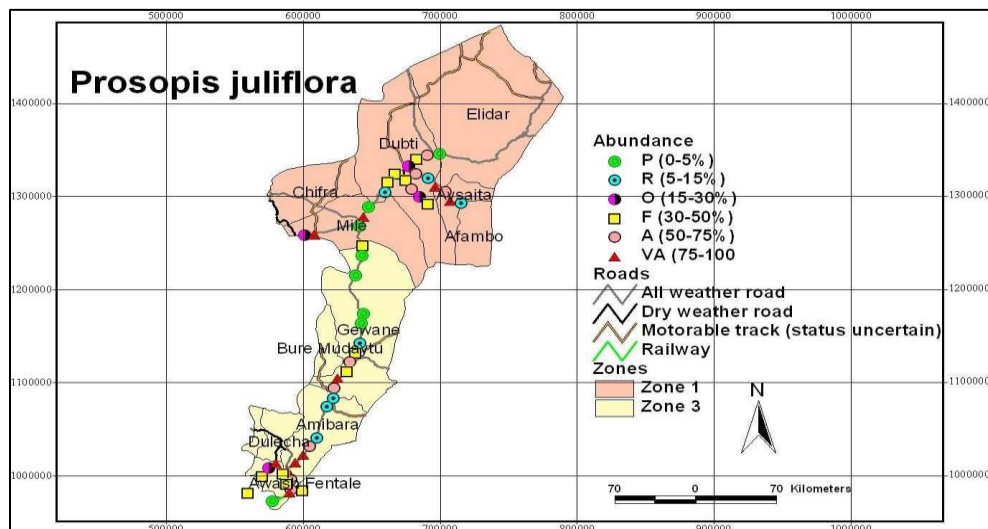 500000 600000 700000 800000 900000 1000000
Prosopis juliflora
1400000 1400000
Elidar
Dubti
Abundance
P (0-5%)
R (5-15%)
O (15-30%)
F (30-50%)
A (50-75%)
VA (75-100
Chifra
Aysaita
1300000 1300000
Mile
Afambo
Roads
All weather road
Dry weather road
Motorable track (status uncertain)
Railway
1200000 1200000
Gewane
Bure Mudaytu
Zones
Zone 1
Zone 3
1100000 1100000
N
Amibara
Dulecha
1000000 1000000
Awash Fentale
70 0 70 Kilometers
500000 600000 700000 800000 900000 1000000